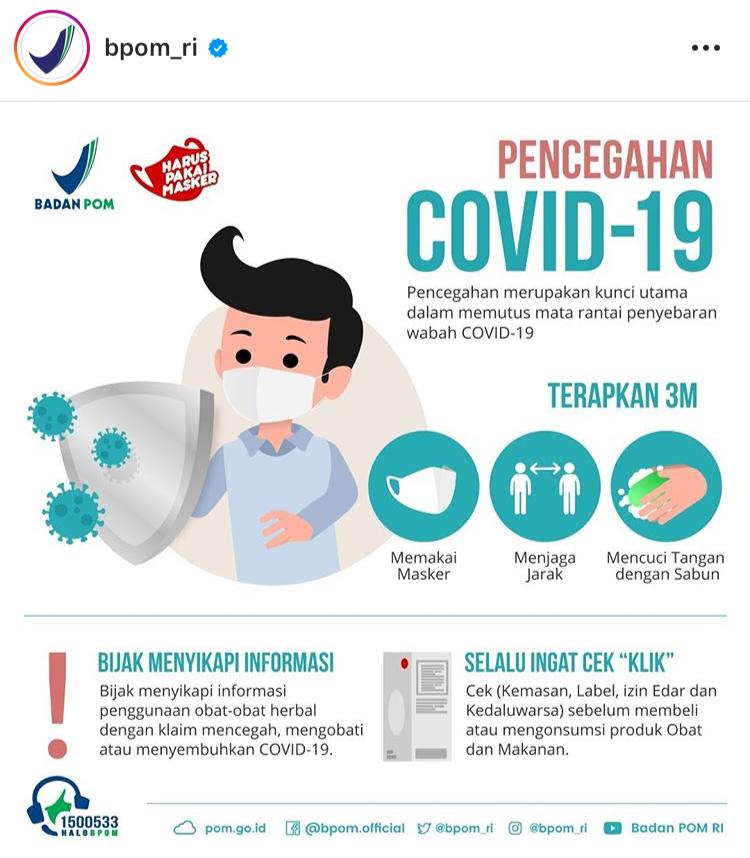 bpom_ri
BADAN POM
HARUS
PAKAI
MASKER
PENCEGAHAN
COVID-19
Pencegahan merupakan kunci utama
dalam memutus mata rantai penyebaran
wabah COVID-19
TERAPKAN 3M
Memakai
Masker
Menjaga
Jarak
Mencuci Tangan
dengan Sabun
BIJAK MENYIKAPI INFORMASI
Bijak menyikapi informasi
penggunaan obat-obat herbal
dengan klaim mencegah, mengobati
atau menyembuhkan COVID-19.
SELALU INGAT CEK “KLIK”
Cek (Kemasan, Label, izin Edar dan
Kedaluwarsa) sebelum membeli
atau mengonsumsi produk Obat
dan Makanan.
1500533
HALOBPOM
pom.go.id
@bpom.official
@bpom_ri
@bpom_ri
Badan POM RI